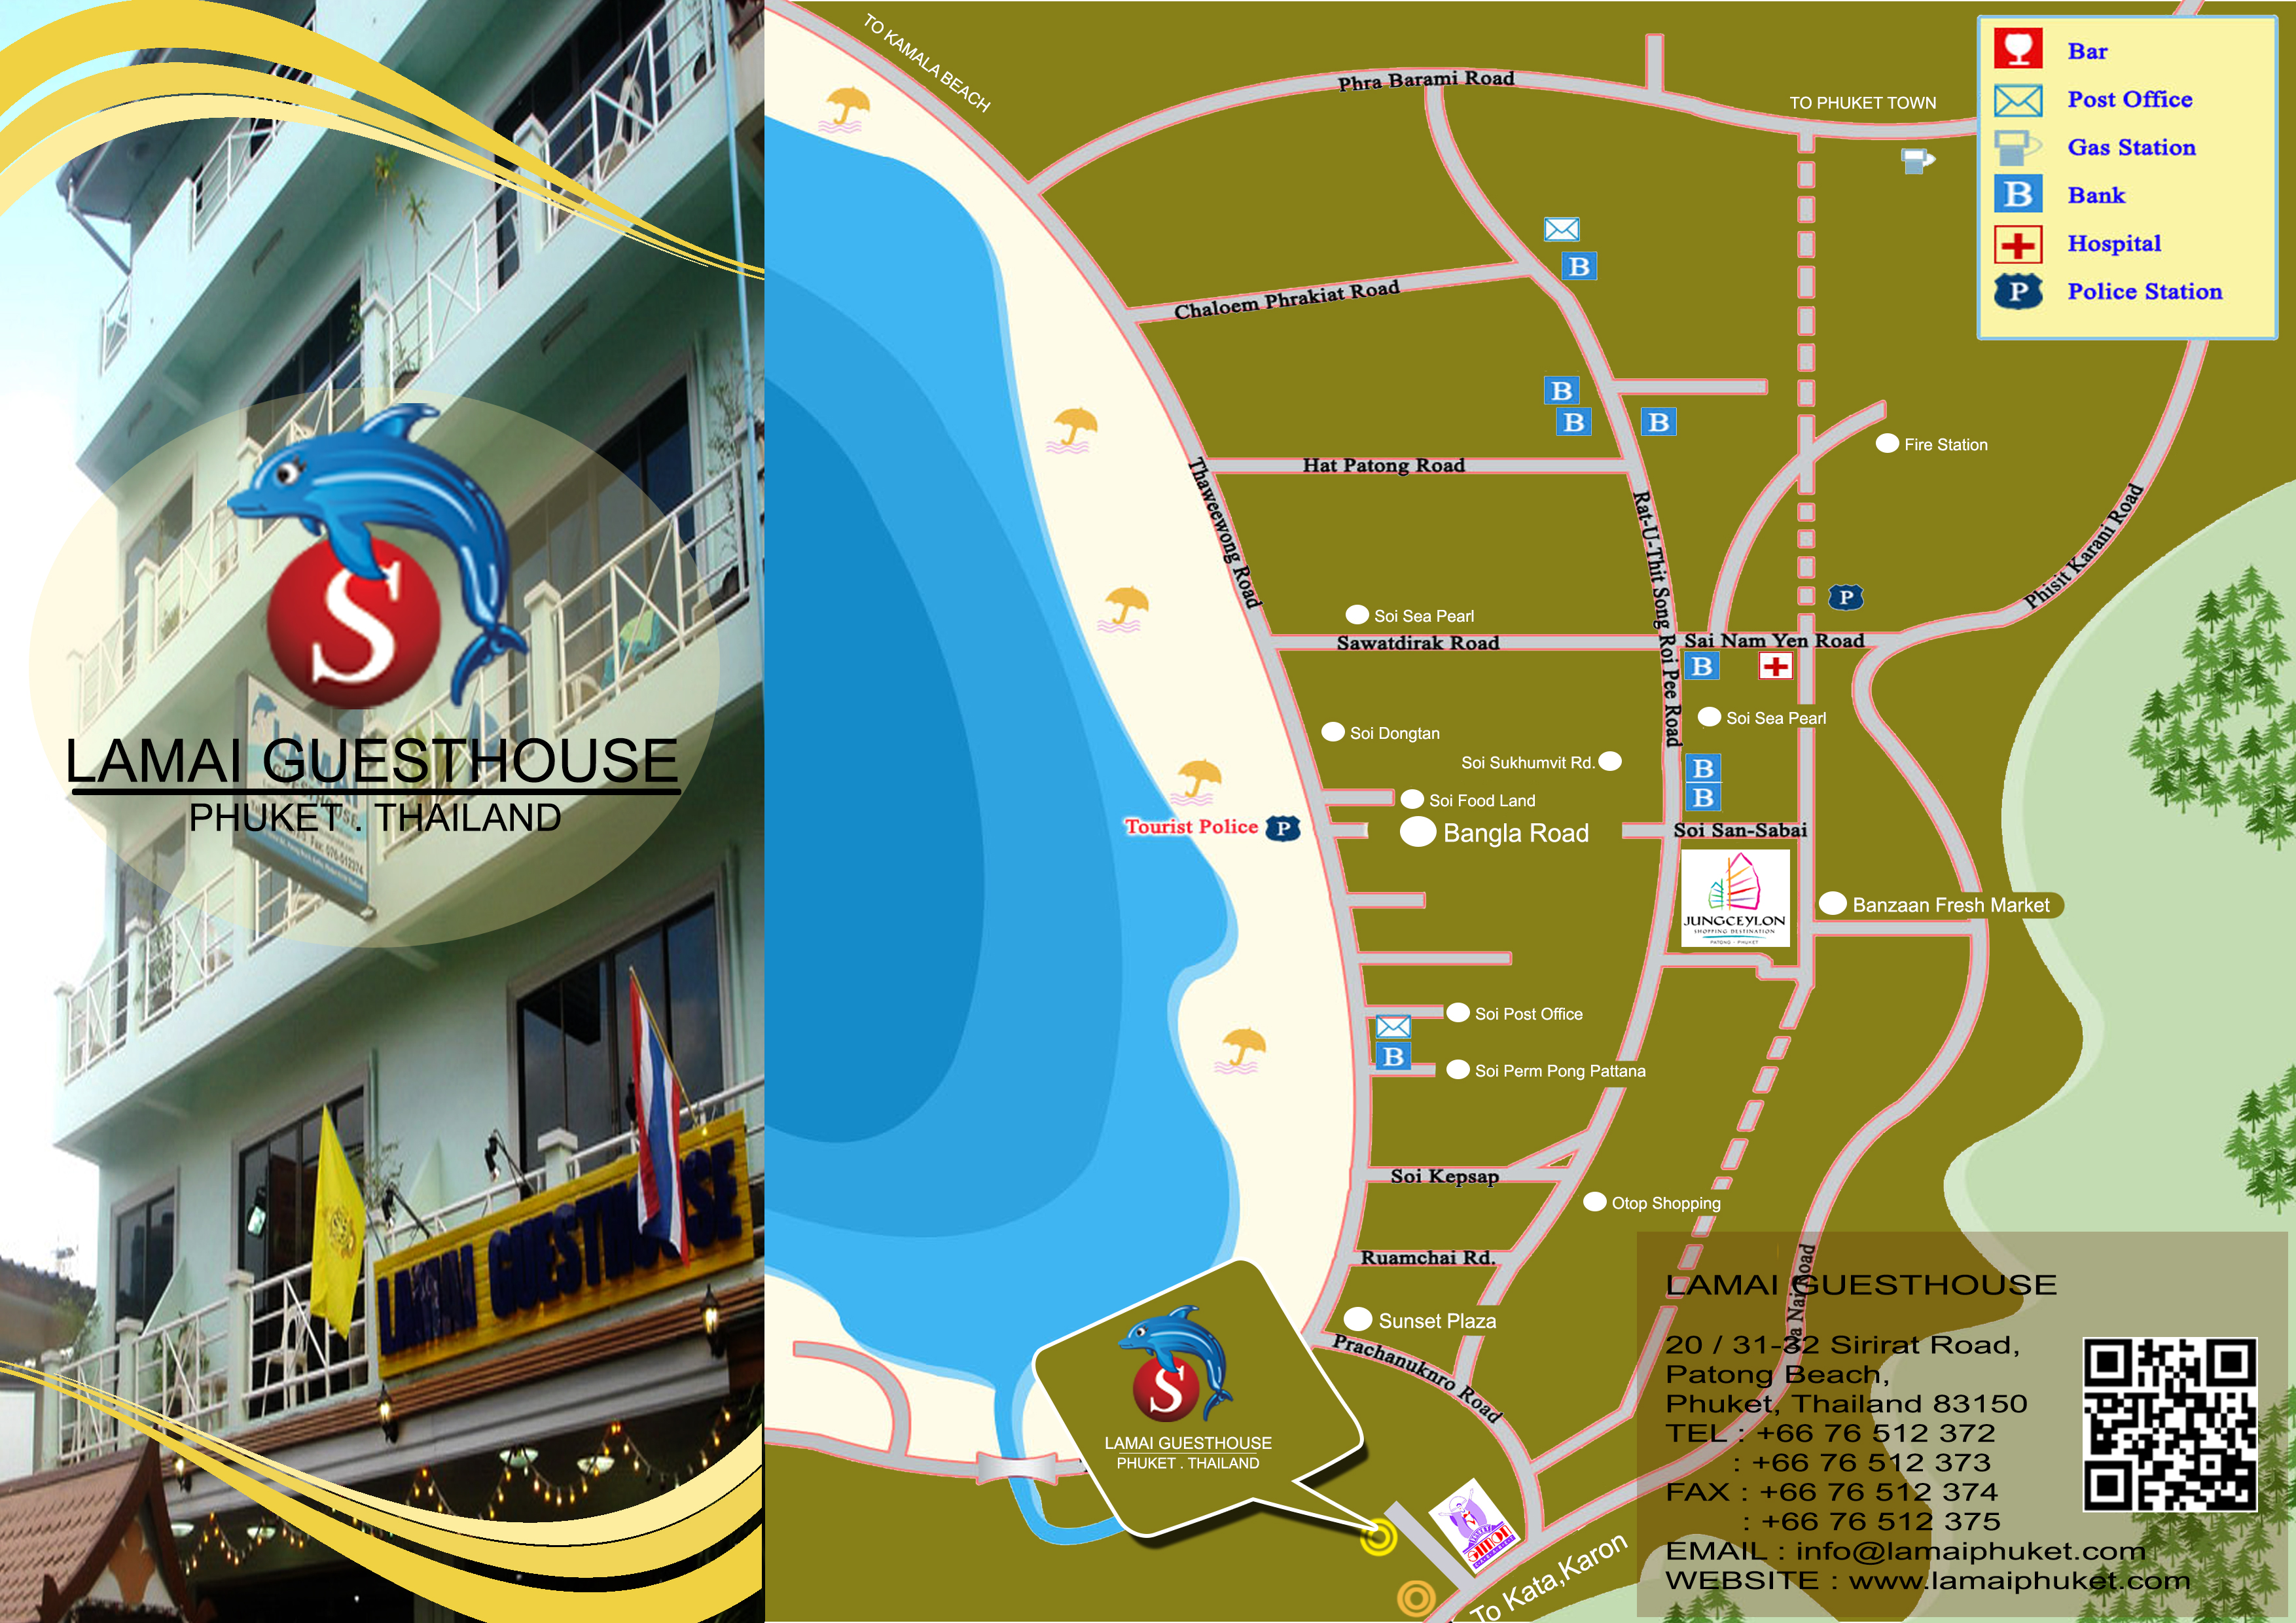 S
LAMAI GUESTHOUSE
PHUKET . THAILAND
LAMAI GUESTHOUSE
TO KAMALA BEACH
Phra Barami Road
TO PHUKET TOWN
Bar
Post Office
Gas Station
B Bank
Hospital
P Police Station
B
Chaloem Phrakiat Road
B
B
B
Fire Station
Hat Patong Road
Thaweewong Road
Rat-U-Thit Song Roi Pee Road
Phisit Karani Road
P
Soi Sea Pearl
Sawatdirak Road
Sai Nam Yen Road
B
Soi Sea Pearl
Soi Dongtan
Soi Sukhumvit Rd.
B
B
Soi Food Land
Tourist Police P
Bangla Road
Soi San-Sabai
JUNGCEYLON
SHOPPING DESTINATION
PATONG - PHUKET
Banzaan Fresh Market
Soi Post Office
B
Soi Perm Pong Pattana
Soi Kepsap
Otop Shopping
Ruamchai Rd.
Sunset Plaza
Prachanuknro Road
S
LAMAI GUESTHOUSE
PHUKET . THAILAND
To Kata,Karon
LAMAI GUESTHOUSE
20 / 31-32 Sirirat Road,
Patong Beach,
Phuket, Thailand 83150
TEL : +66 76 512 372
: +66 76 512 373
FAX : +66 76 512 374
: +66 76 512 375
EMAIL : info@lamaiphuket.com
WEBSITE : www.lamaiphuket.com